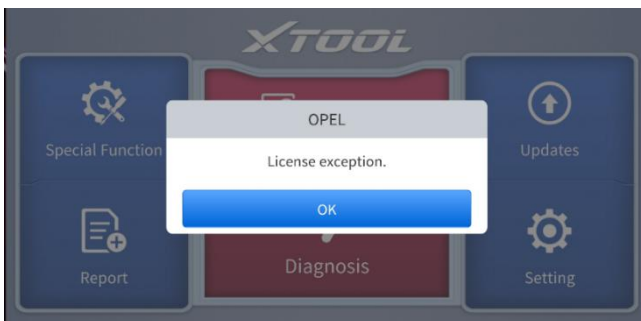 XTOOL
OPEL
License exception.
OK
Special Function
Updates
Report
Diagnosis
Setting